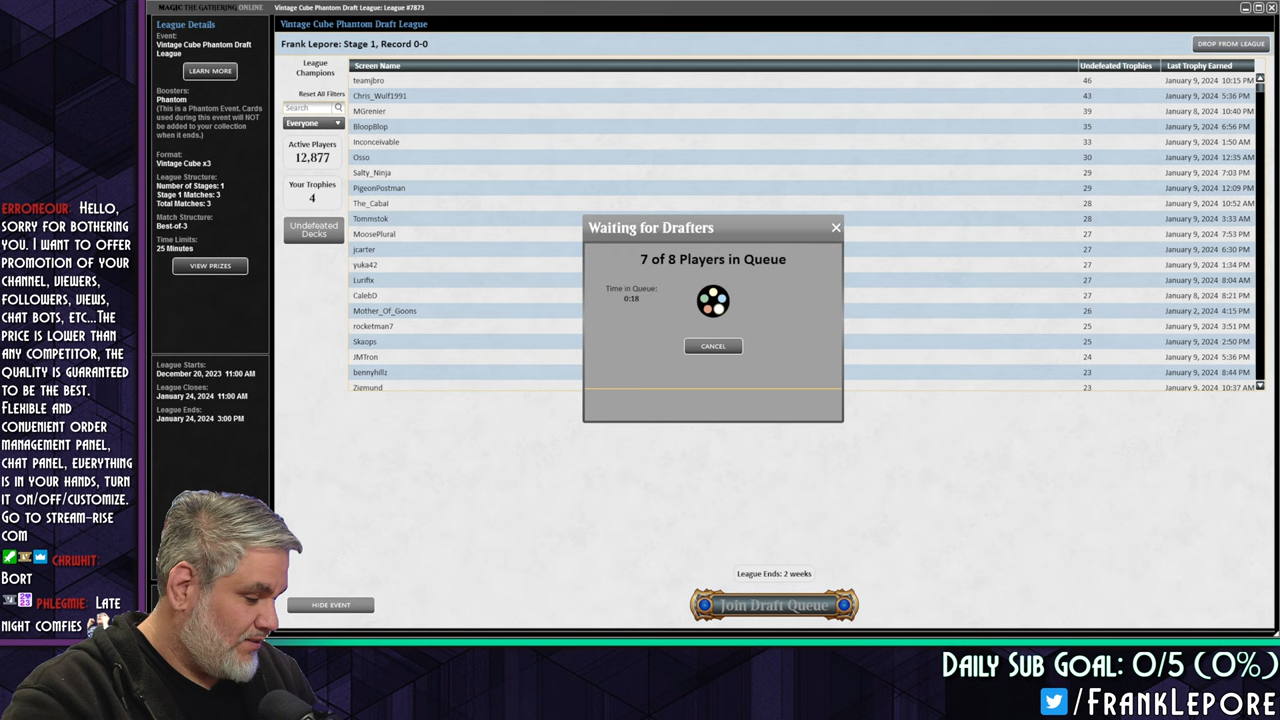 MAGIC THE GATHERING ONLINE
Vintage Cube Phantom Draft League: League #7873
League Details
Event:
Vintage Cube Phantom Draft
League
LEARN MORE
Boosters:
Phantom
(This is a Phantom Event. Cards
used during this event will NOT
be added to your collection
when it ends.)
Format:
Vintage Cube x3
League Structure:
Number of Stages: 1
Stage 1 Matches: 3
Total Matches: 3
Match Structure:
Best-of-3
Time Limits:
25 Minutes
VIEW PRIZES
League Starts:
December 20, 2023 11:00 AM
League Closes:
January 24, 2024 11:00 AM
League Ends:
January 24, 2024 3:00 PM
Vintage Cube Phantom Draft League
Frank Lepore: Stage 1, Record 0-0
DROP FROM LEAGUE
League
Champions
Reset All Filters
Search
Everyone
Active Players
12,877
Your Trophies
4
Undefeated
Decks
Screen Name Undefeated Trophies Last Trophy Earned
teamjbro 46 January 9, 2024 10:15 PM
Chris_Wulf1991 43 January 9, 2024 5:36 PM
MGrenier 39 January 8, 2024 10:40 PM
BloopBlop 35 January 9, 2024 6:56 PM
Inconceivable 33 January 9, 2024 1:50 AM
Osso 30 January 9, 2024 12:35 AM
Salty_Ninja 29 January 9, 2024 7:03 PM
PigeonPostman 29 January 9, 2024 12:09 PM
The_Cabal 28 January 9, 2024 10:52 AM
Tommstok 28 January 9, 2024 3:33 AM
MoosePlural 27 January 9, 2024 7:53 PM
jcarter 27 January 9, 2024 6:30 PM
yuka42 27 January 9, 2024 1:34 PM
Lurifix 27 January 9, 2024 8:04 AM
CalebD 27 January 8, 2024 8:21 PM
Mother_Of_Goons 26 January 2, 2024 4:15 PM
rocketman7 25 January 9, 2024 3:51 PM
Skaops 25 January 9, 2024 2:50 PM
JMTron 24 January 9, 2024 5:36 PM
bennyhillz 23 January 9, 2024 8:44 PM
Zigmund 23 January 9, 2024 10:37 AM
Waiting for Drafters
7 of 8 Players in Queue
Time in Queue:
0:18
CANCEL
League Ends: 2 weeks
HIDE EVENT
Join Draft Queue
ERRONEOUR: HELLO,
SORRY FOR BOTHERING
YOU. I WANT TO OFFER
PROMOTION OF YOUR
CHANNEL, VIEWERS,
FOLLOWERS, VIEWS,
CHAT BOTS, ETC...THE
PRICE IS LOWER THAN
ANY COMPETITOR, THE
QUALITY IS GUARANTEED
TO BE THE BEST.
FLEXIBLE AND
CONVENIENT ORDER
MANAGEMENT PANEL,
CHAT PANEL, EVERYTHING
IS IN YOUR HANDS, TURN
IT ON/OFF/CUSTOMIZE.
GO TO STREAM-RISE
COM
CHRWHIT:
BORT
PHLEGMIE: LATE
NIGHT COMFIES
DAILY SUB GOAL: 0/5 (0%)
/FRANKLEPORE